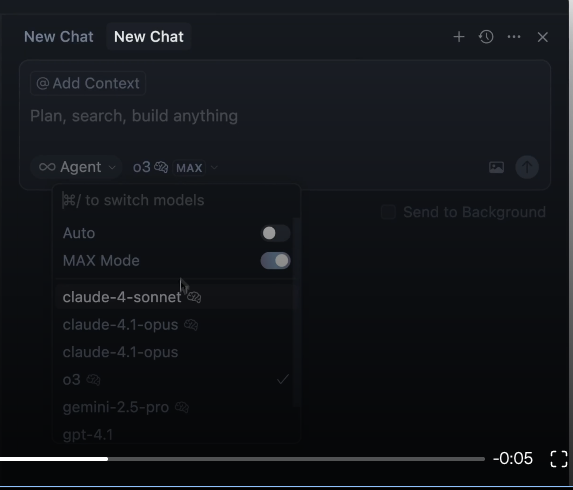 New Chat New Chat
@ Add Context
Plan, search, build anything
∞ Agent o3 MAX
⌘/ to switch models
Send to Background
Auto
MAX Mode
claude-4-sonnet
claude-4.1-opus
claude-4.1-opus
o3
gemini-2.5-pro
gpt-4.1
-0:05